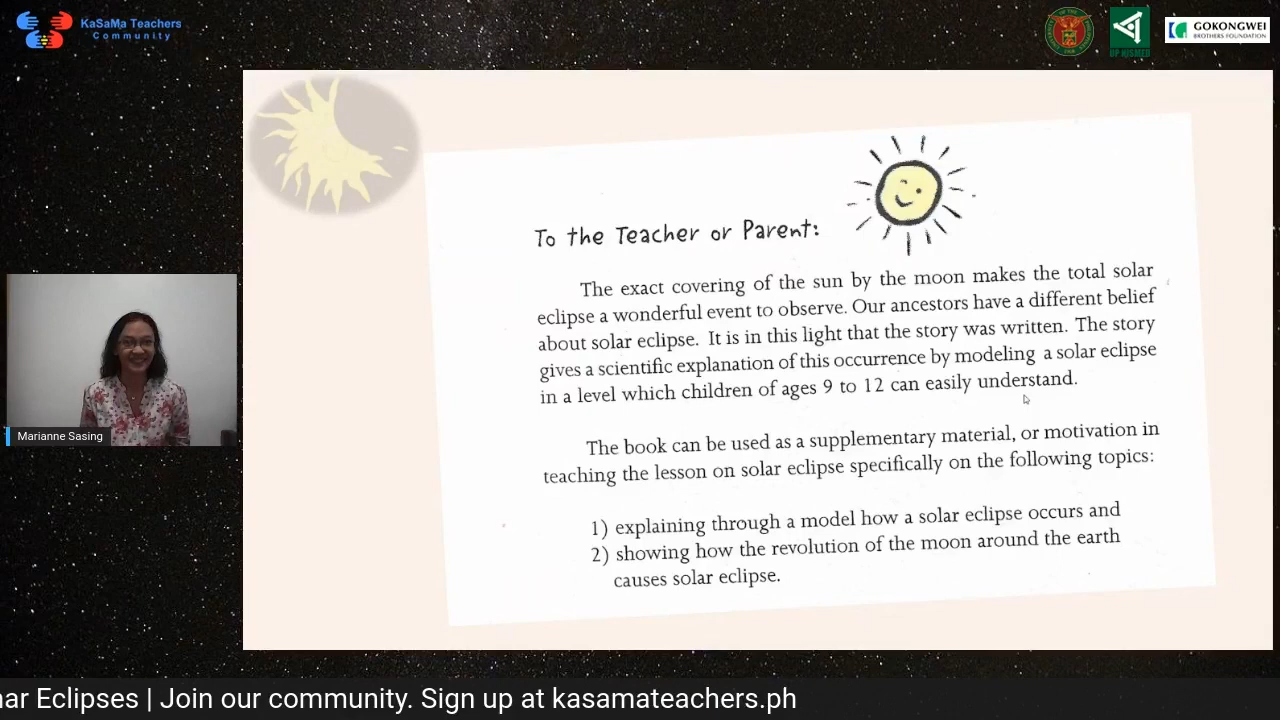 KaSaMa Teachers
Community
UP NISMED
GOKONGWEI
BROTHERS FOUNDATION
To the Teacher or Parent:
The exact covering of the sun by the moon makes the total solar
eclipse a wonderful event to observe. Our ancestors have a different belief
about solar eclipse. It is in this light that the story was written. The story
gives a scientific explanation of this occurrence by modeling a solar eclipse
in a level which children of ages 9 to 12 can easily understand.
The book can be used as a supplementary material, or motivation in
teaching the lesson on solar eclipse specifically on the following topics:
1) explaining through a model how a solar eclipse occurs and
2) showing how the revolution of the moon around the earth
causes solar eclipse.
Marianne Sasing
ar Eclipses | Join our community. Sign up at kasamateachers.ph